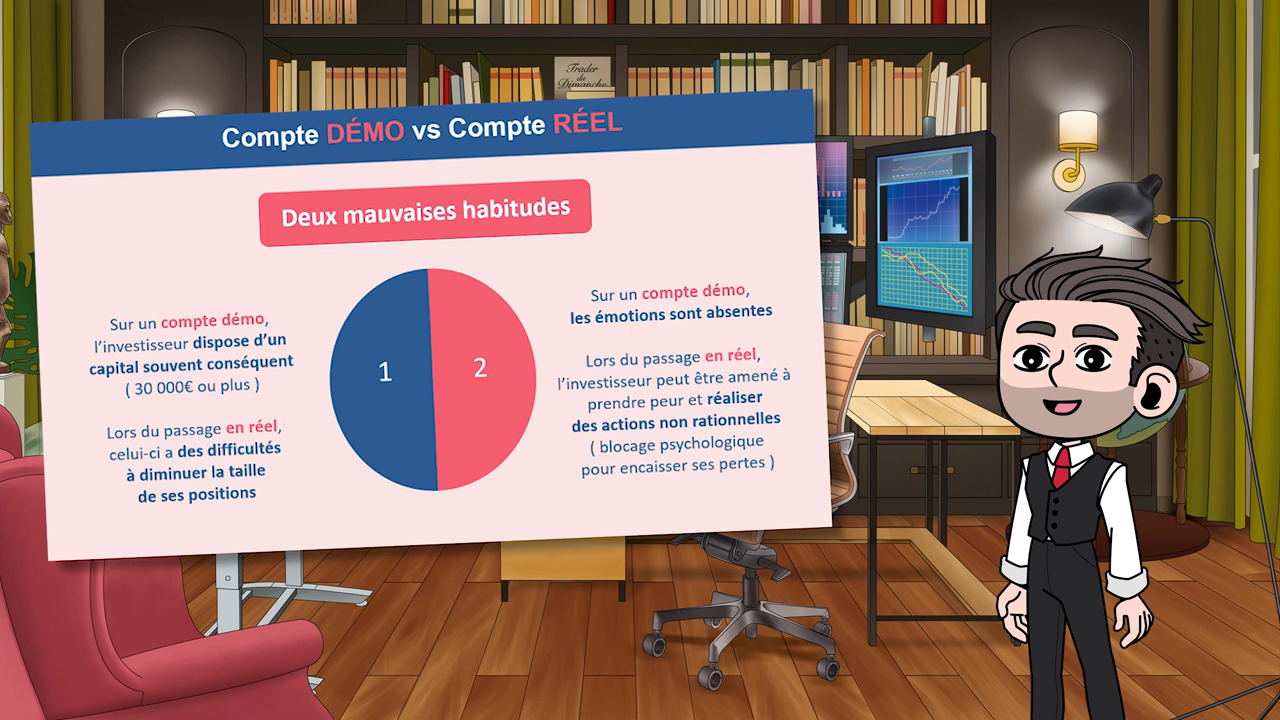 Trader
du
Dimanche
Compte DÉMO vs Compte RÉEL
Deux mauvaises habitudes
Sur un compte démo,
l'investisseur dispose d'un
capital souvent conséquent
( 30 000€ ou plus )
Lors du passage en réel,
celui-ci a des difficultés
à diminuer la taille
de ses positions
1
2
Sur un compte démo,
les émotions sont absentes
Lors du passage en réel,
l'investisseur peut être amené à
prendre peur et réaliser
des actions non rationnelles
( blocage psychologique
pour encaisser ses pertes )